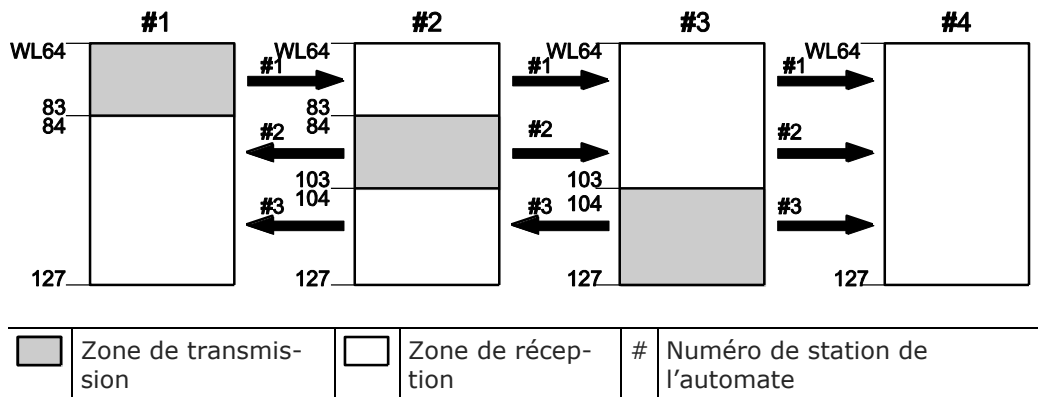 #1 #2 #3 #4
WL64 WL64 WL64 WL64
#1 #1 #1
83 83
84 84
#2 #2 #2
103 103
104 104
#3 #3 #3
127 127 127 127
Zone de transmis-
sion
Zone de récep-
tion
# Numéro de station de
l'automate